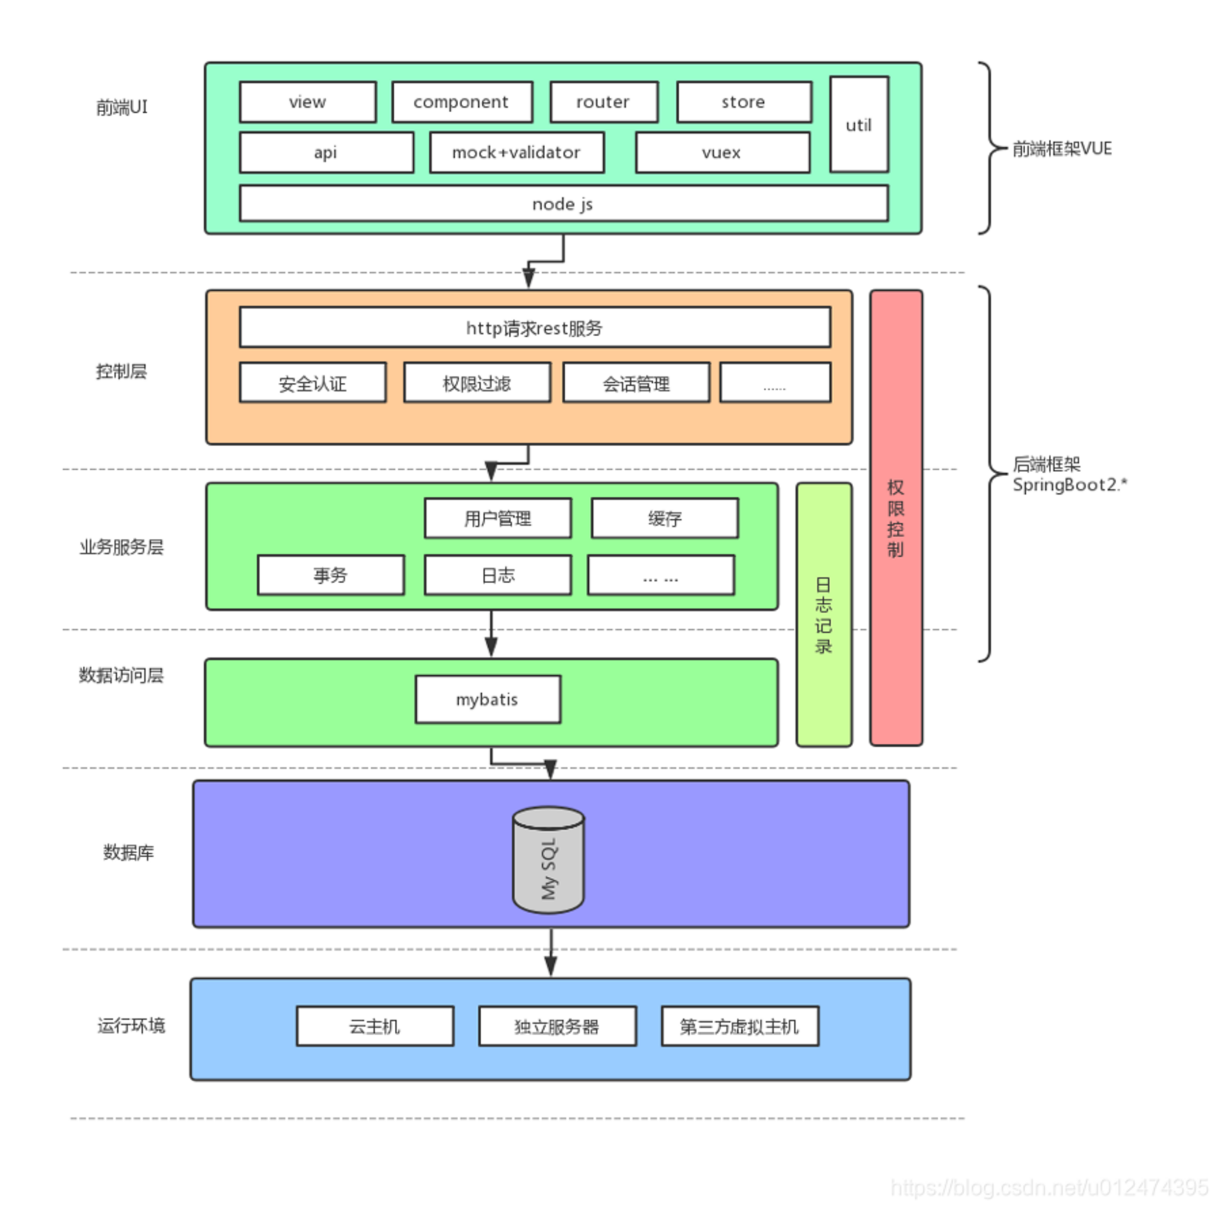 前端UI
view
component
router
store
util
api
mock+validator
vuex
node js
前端框架VUE
控制层
http请求rest服务
安全认证
权限过滤
会话管理
......
权限控制
后端框架
SpringBoot2.*
业务服务层
用户管理
缓存
事务
日志
... ...
日志记录
数据访问层
mybatis
数据库
My SQL
运行环境
云主机
独立服务器
第三方虚拟主机
https://blog.csdn.net/u012474395